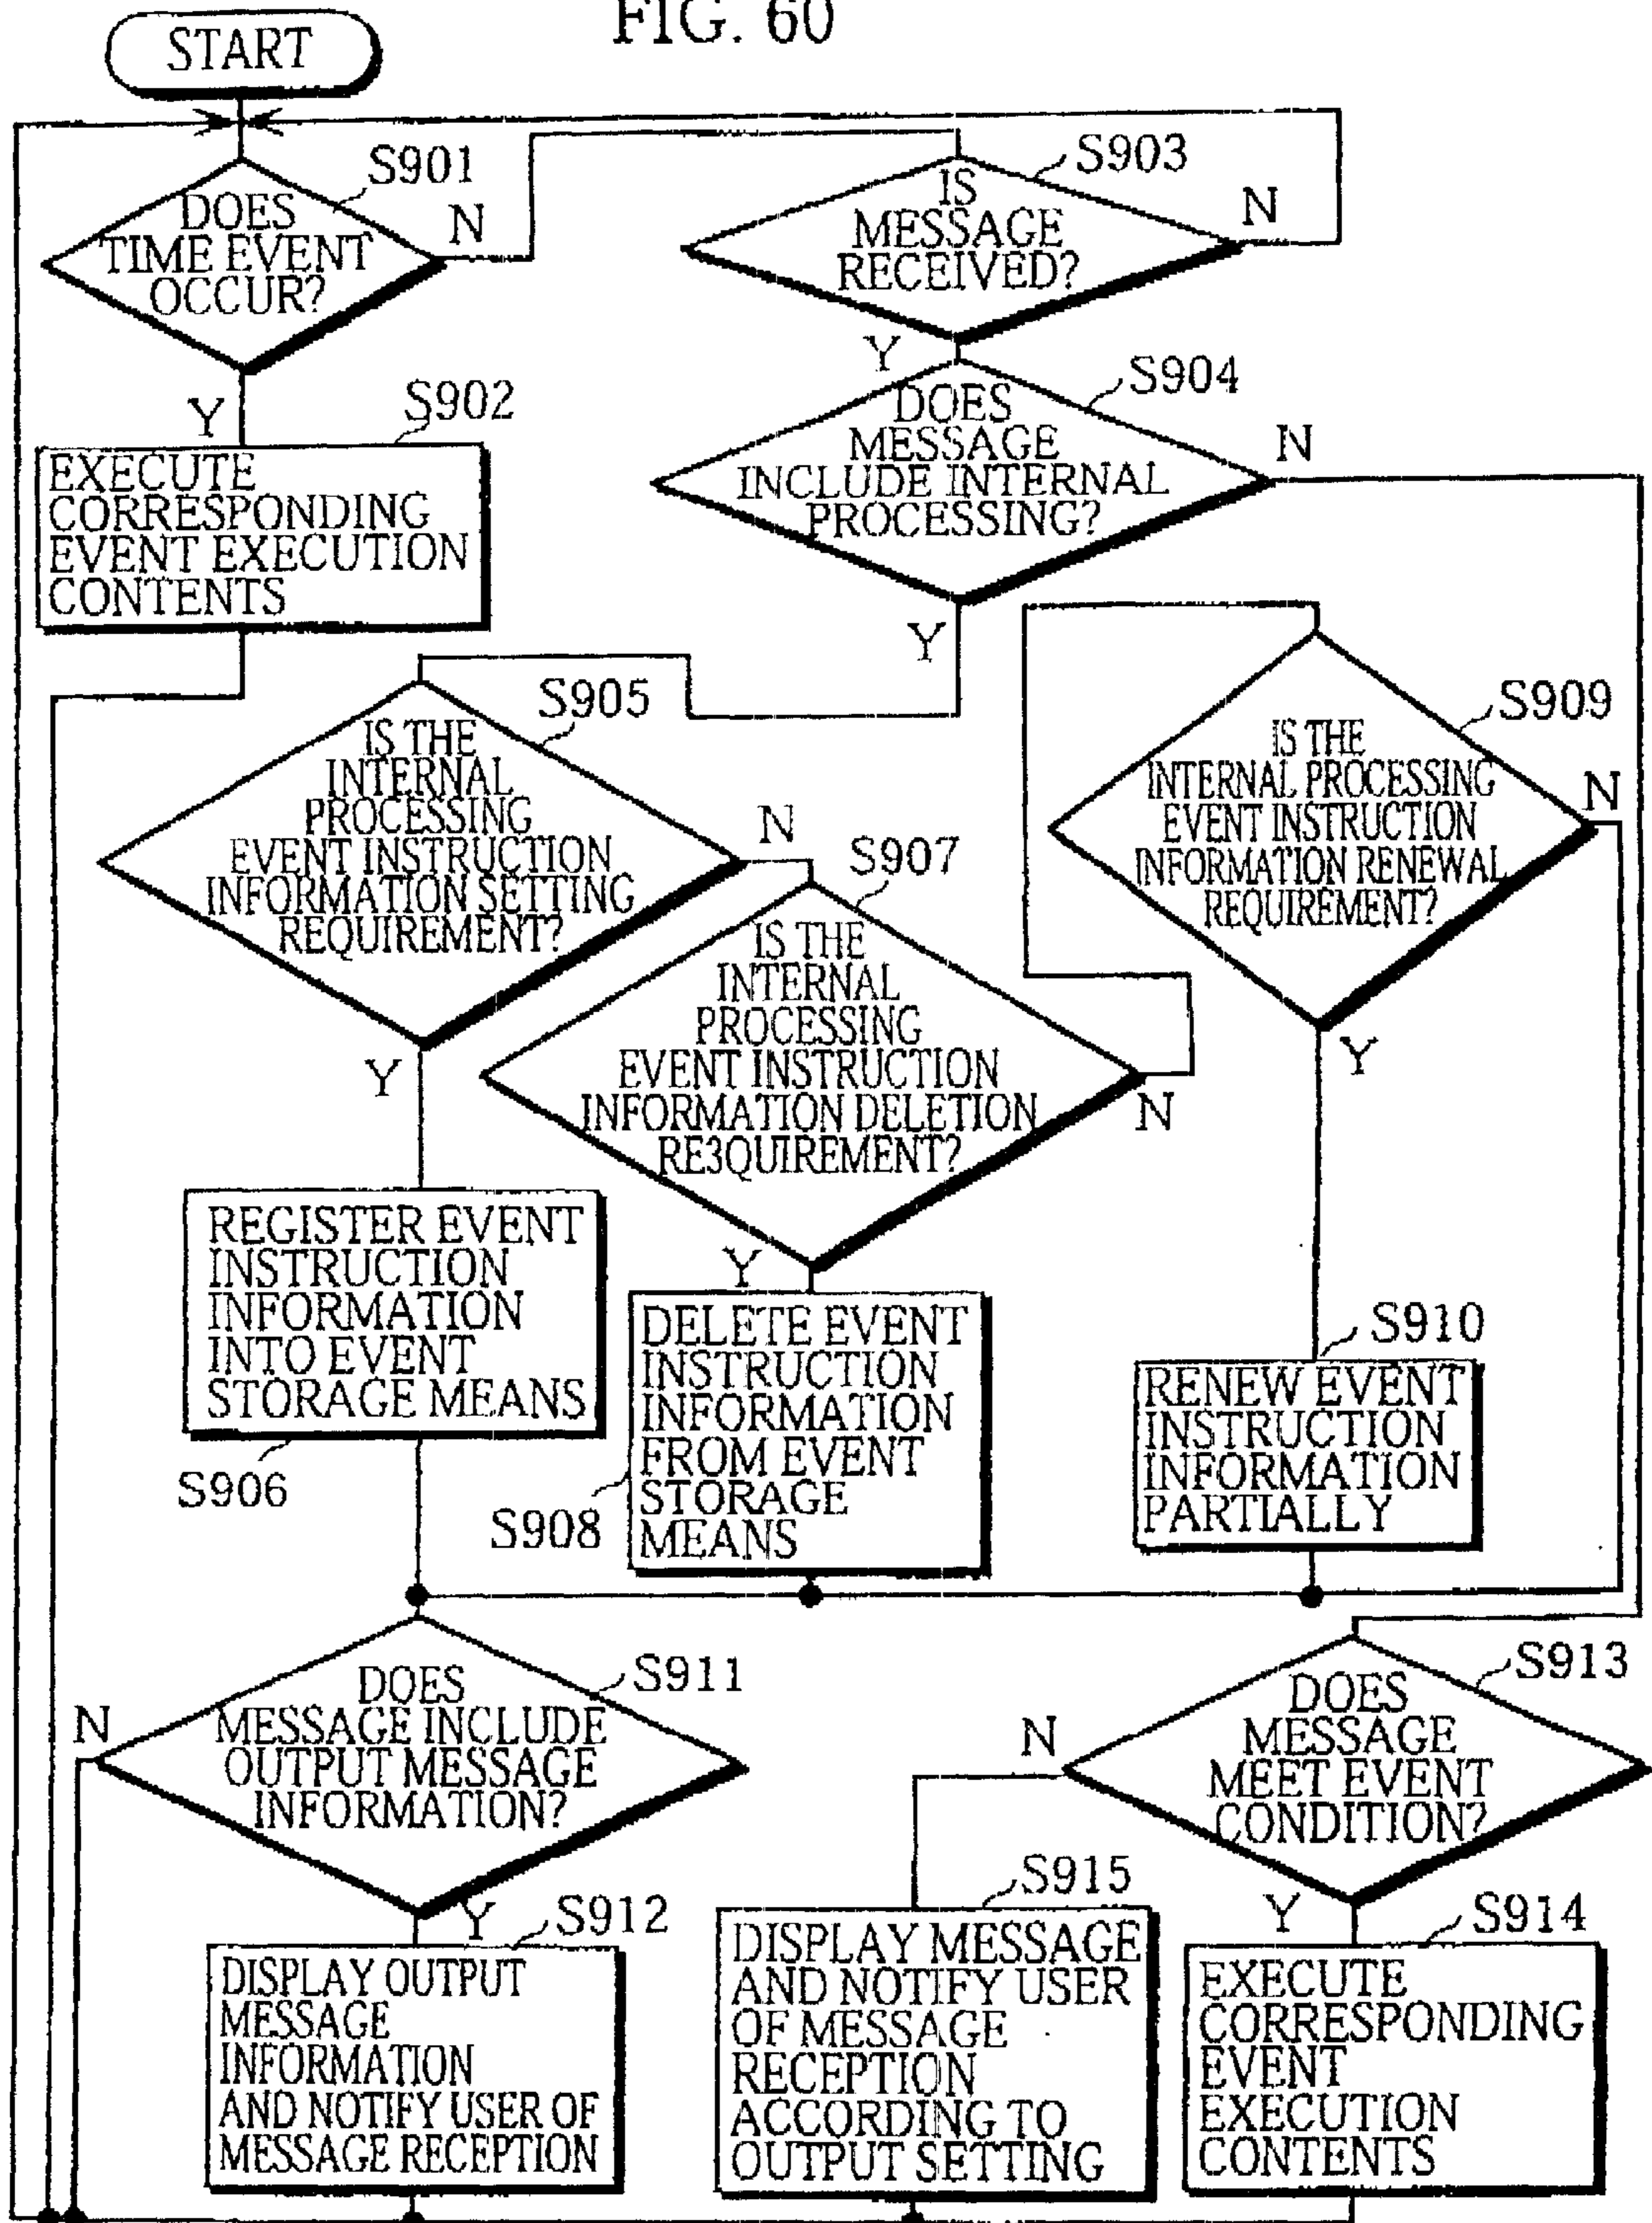 FIG. 60
START
S901
DOES
TIME EVENT
OCCUR?
N
Y
S902
EXECUTE
CORRESPONDING
EVENT EXECUTION
CONTENTS
S903
IS
MESSAGE
RECEIVED?
N
Y
S904
DOES
MESSAGE
INCLUDE INTERNAL
PROCESSING?
N
Y
S905
IS THE
INTERNAL
PROCESSING
EVENT INSTRUCTION
INFORMATION SETTING
REQUIREMENT?
N
Y
S907
IS THE
INTERNAL
PROCESSING
EVENT INSTRUCTION
INFORMATION DELETION
RE3QUIREMENT?
N
Y
S909
IS THE
INTERNAL PROCESSING
EVENT INSTRUCTION
INFORMATION RENEWAL
REQUIREMENT?
N
Y
REGISTER EVENT
INSTRUCTION
INFORMATION
INTO EVENT
STORAGE MEANS
S906
DELETE EVENT
INSTRUCTION
INFORMATION
FROM EVENT
STORAGE
MEANS
S908
S910
RENEW EVENT
INSTRUCTION
INFORMATION
PARTIALLY
S911
DOES
MESSAGE INCLUDE
OUTPUT MESSAGE
INFORMATION?
N
Y
S912
DISPLAY OUTPUT
MESSAGE
INFORMATION
AND NOTIFY USER OF
MESSAGE RECEPTION
S913
DOES
MESSAGE
MEET EVENT
CONDITION?
N
Y
S915
DISPLAY MESSAGE
AND NOTIFY USER
OF MESSAGE
RECEPTION
ACCORDING TO
OUTPUT SETTING
S914
EXECUTE
CORRESPONDING
EVENT
EXECUTION
CONTENTS